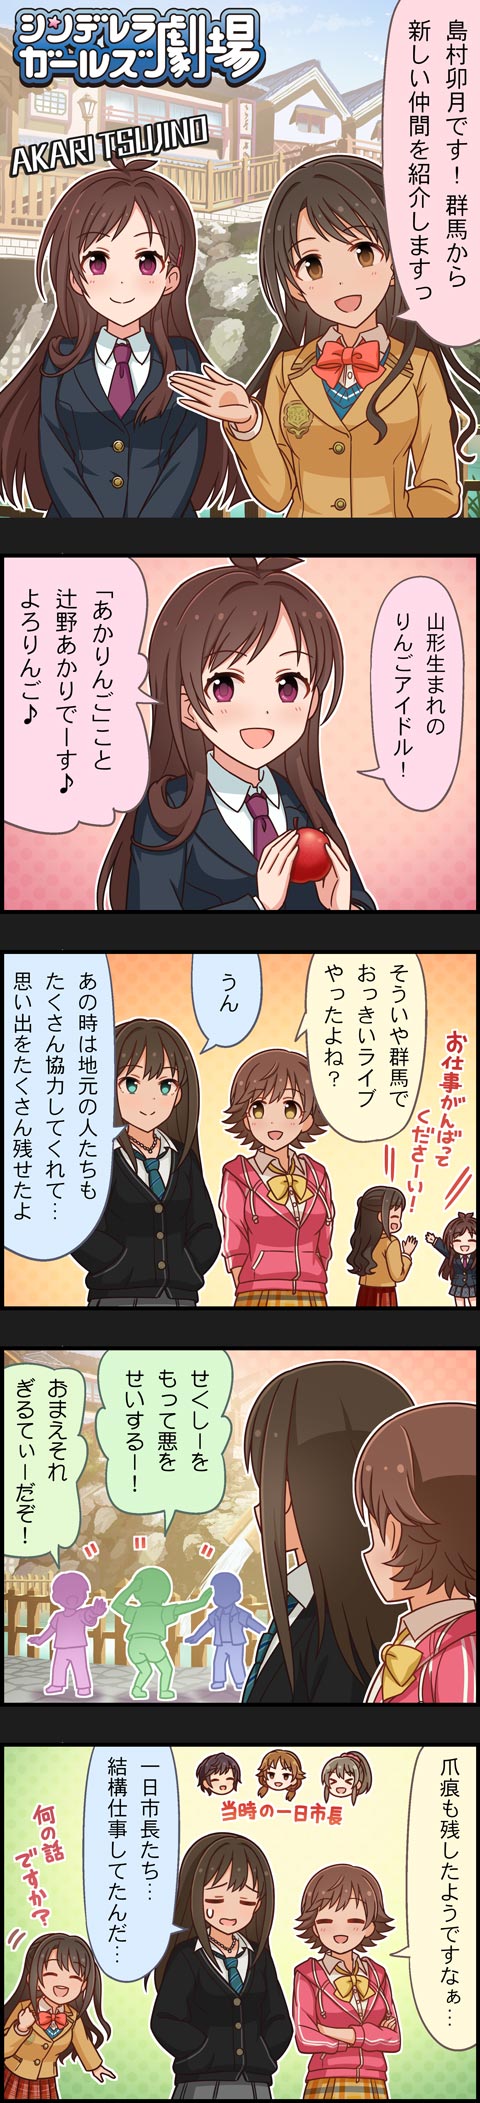 シンデレラ
ガールズ劇場
AKARI TSUJINO
島村卯月です！群馬から
新しい仲間を紹介しますっ
山形生まれの
りんごアイドル！
「あかりんご」こと
辻野あかりでーす♪
よろりんご♪
そういや群馬で
おっきいライブ
やったよね？
うん
あの時は地元の人たちも
たくさん協力してくれて…
思い出をたくさん残せたよ
お仕事がんばって
くださーい！
せくしーを
もって悪を
せいするー！
おまえそれ
ぎるてぃーだぞ！
爪痕も残したようですなぁ…
当時の一日市長
一日市長たち…
結構仕事してたんだ…
何の話
ですか？